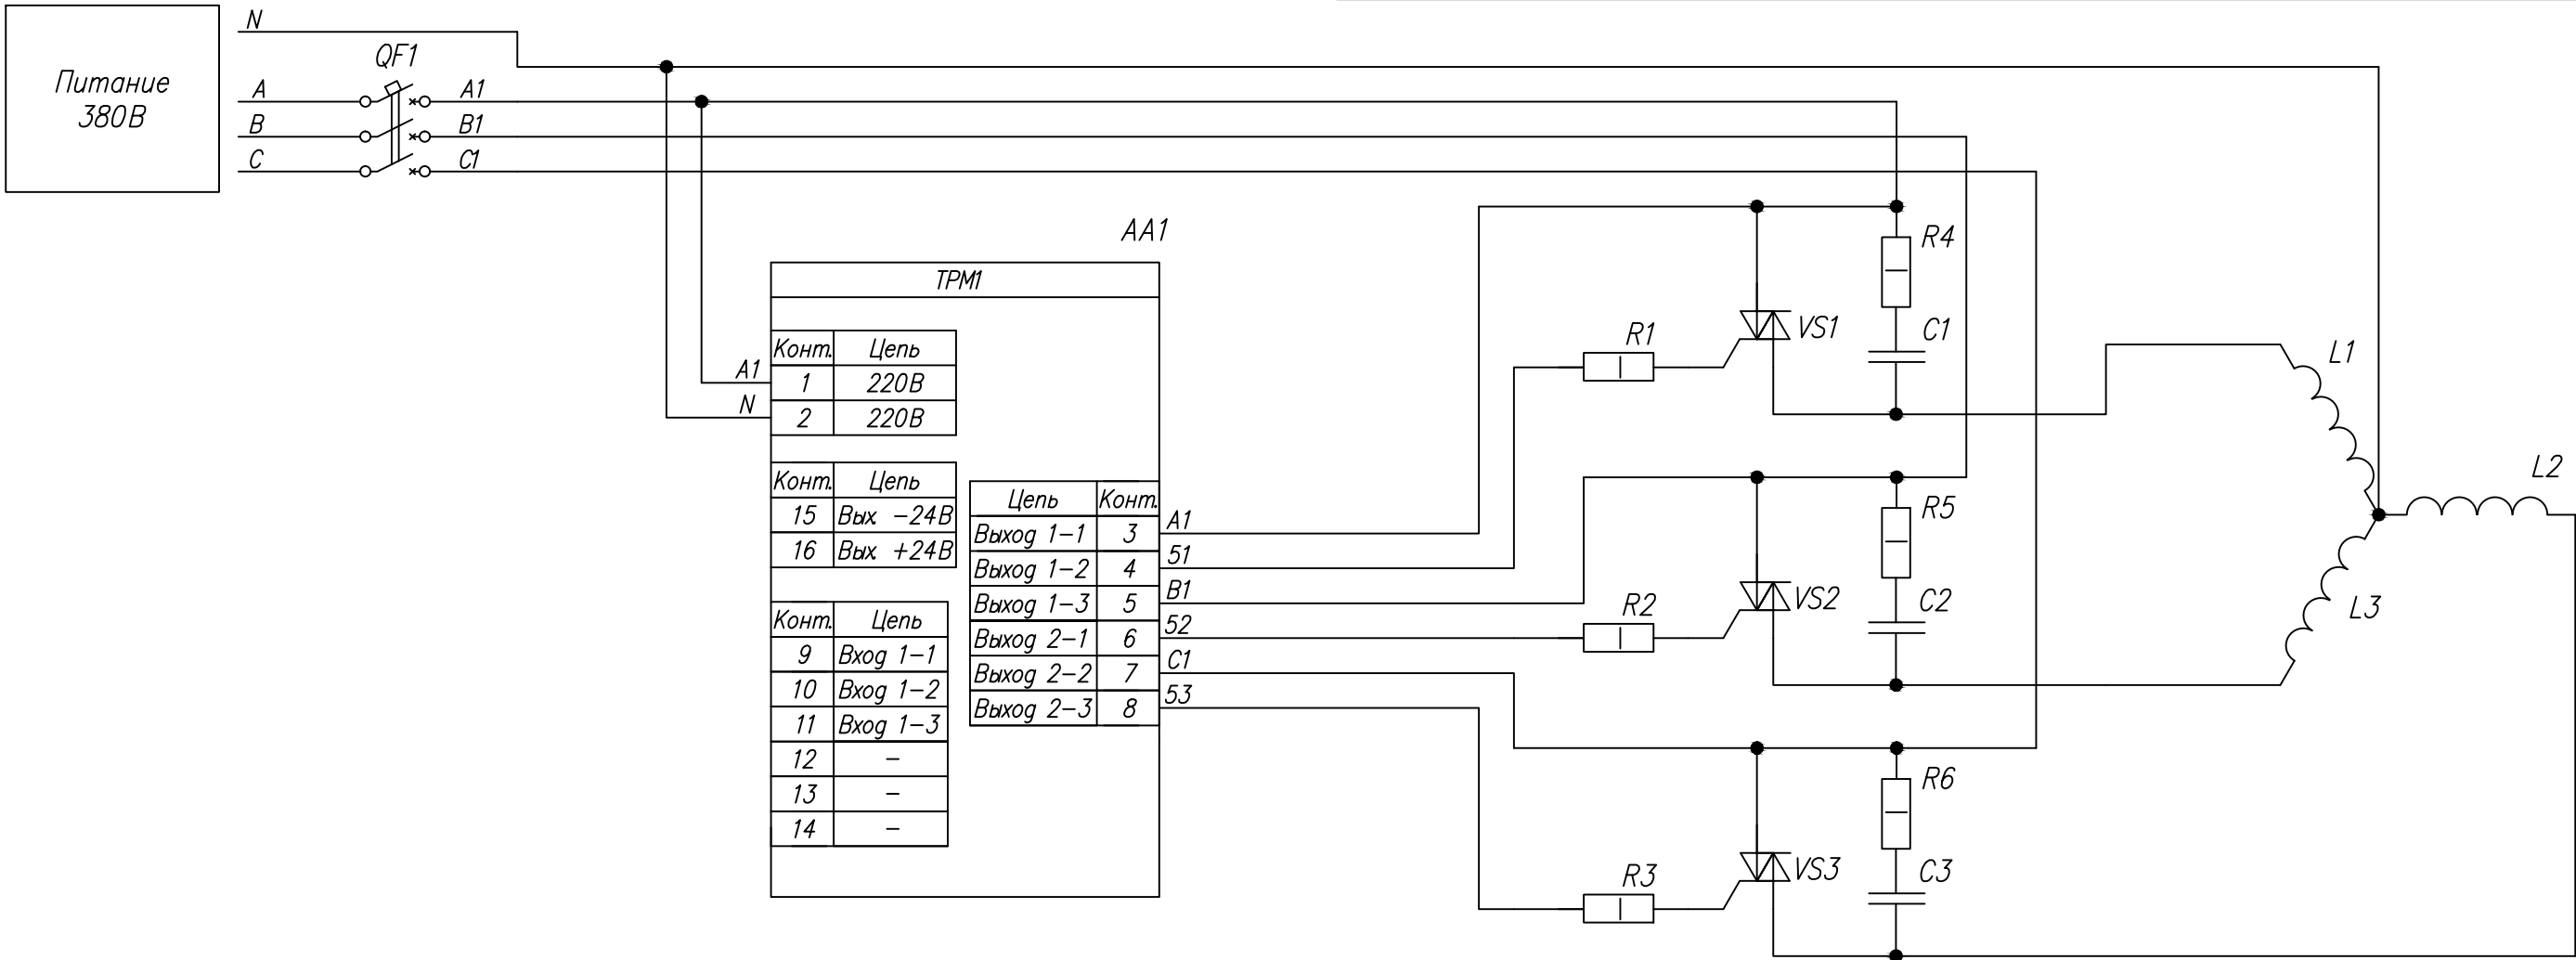 N
QF1
Питание
380В
A
A1
B
B1
C
C1
AA1
ТРМ1
Конт.
Цепь
A1
1
220В
N
2
220В
Конт.
Цепь
15
Вых. -24В
16
Вых. +24В
Цепь
Конт.
Выход 1-1
3
A1
Выход 1-2
4
51
Выход 1-3
5
B1
Выход 2-1
6
52
Выход 2-2
7
C1
Выход 2-3
8
53
Конт.
Цепь
9
Вход 1-1
10
Вход 1-2
11
Вход 1-3
12
-
13
-
14
-
R4
R1
VS1
C1
L1
L2
R5
R2
VS2
C2
L3
R6
R3
VS3
C3